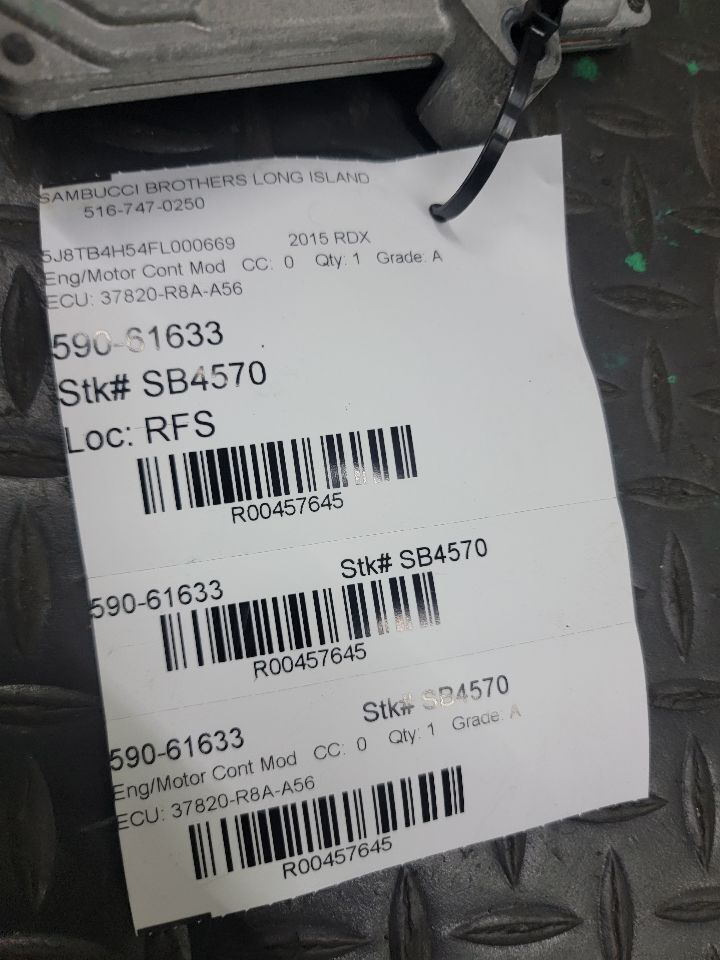 SAMBUCCI BROTHERS LONG ISLAND
516-747-0250
5J8TB4H54FL000669 2015 RDX
Eng/Motor Cont Mod CC: 0 Qty: 1 Grade: A
ECU: 37820-R8A-A56
590-61633
Stk# SB4570
Loc: RFS
R00457645
590-61633 Stk# SB4570
R00457645
590-61633 Stk# SB4570
Eng/Motor Cont Mod CC: 0 Qty: 1 Grade: A
ECU: 37820-R8A-A56
R00457645